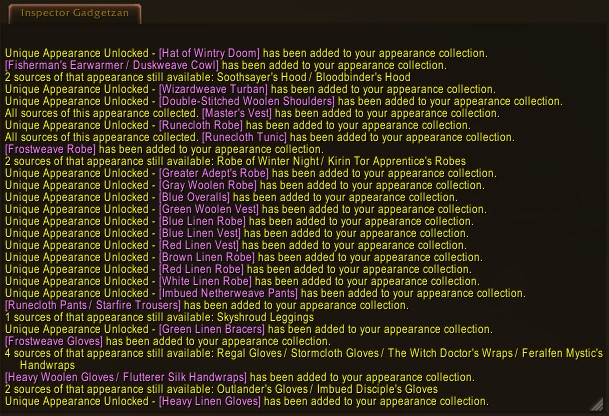 Inspector Gadgetzan
Unique Appearance Unlocked - [Hat of Wintry Doom] has been added to your appearance collection.
[Fisherman's Earwarmer / Duskweave Cowl] has been added to your appearance collection.
2 sources of that appearance still available: Soothsayer's Hood / Bloodbinder's Hood
Unique Appearance Unlocked - [Wizardweave Turban] has been added to your appearance collection.
Unique Appearance Unlocked - [Double-Stitched Woolen Shoulders] has been added to your appearance collection.
All sources of this appearance collected. [Master's Vest] has been added to your appearance collection.
Unique Appearance Unlocked - [Runecloth Robe] has been added to your appearance collection.
All sources of this appearance collected. [Runecloth Tunic] has been added to your appearance collection.
[Frostweave Robe] has been added to your appearance collection.
2 sources of that appearance still available: Robe of Winter Night / Kirin Tor Apprentice's Robes
Unique Appearance Unlocked - [Greater Adept's Robe] has been added to your appearance collection.
Unique Appearance Unlocked - [Gray Woolen Robe] has been added to your appearance collection.
Unique Appearance Unlocked - [Blue Overalls] has been added to your appearance collection.
Unique Appearance Unlocked - [Green Woolen Vest] has been added to your appearance collection.
Unique Appearance Unlocked - [Blue Linen Robe] has been added to your appearance collection.
Unique Appearance Unlocked - [Blue Linen Vest] has been added to your appearance collection.
Unique Appearance Unlocked - [Red Linen Vest] has been added to your appearance collection.
Unique Appearance Unlocked - [Brown Linen Robe] has been added to your appearance collection.
Unique Appearance Unlocked - [Red Linen Robe] has been added to your appearance collection.
Unique Appearance Unlocked - [White Linen Robe] has been added to your appearance collection.
Unique Appearance Unlocked - [Imbued Netherweave Pants] has been added to your appearance collection.
[Runecloth Pants / Starfire Trousers] has been added to your appearance collection.
1 sources of that appearance still available: Skyshroud Leggings
Unique Appearance Unlocked - [Green Linen Bracers] has been added to your appearance collection.
[Frostweave Gloves] has been added to your appearance collection.
4 sources of that appearance still available: Regal Gloves / Stormcloth Gloves / The Witch Doctor's Wraps / Feralfen Mystic's
Handwraps
[Heavy Woolen Gloves / Flutterer Silk Handwraps] has been added to your appearance collection.
2 sources of that appearance still available: Outlander's Gloves / Imbued Disciple's Gloves
Unique Appearance Unlocked - [Heavy Linen Gloves] has been added to your appearance collection.